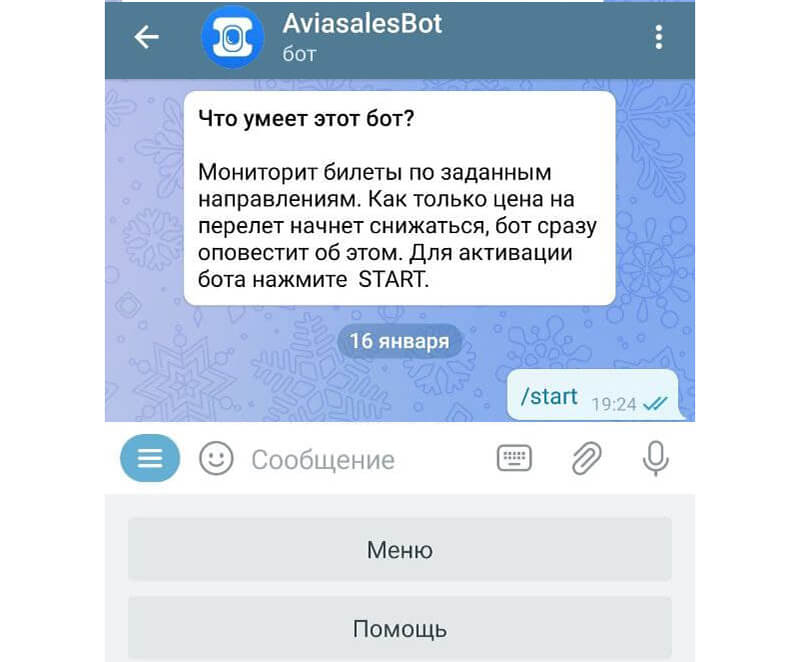 AviasalesBot
бот
Что умеет этот бот?
Мониторит билеты по заданным
направлениям. Как только цена на
перелет начнет снижаться, бот сразу
оповестит об этом. Для активации
бота нажмите START.
16 января
/start 19:24
Сообщение
Меню
Помощь